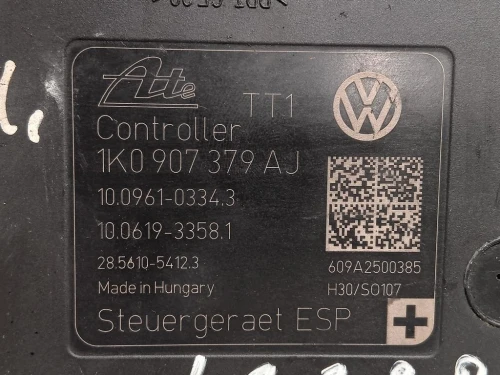 Ate TT1
Controller
1K0 907 379 AJ
10.0961-0334.3
10.0619-3358.1
28.5610-5412.3 609A2500385
Made in Hungary H30/SO107
Steuergeraet ESP